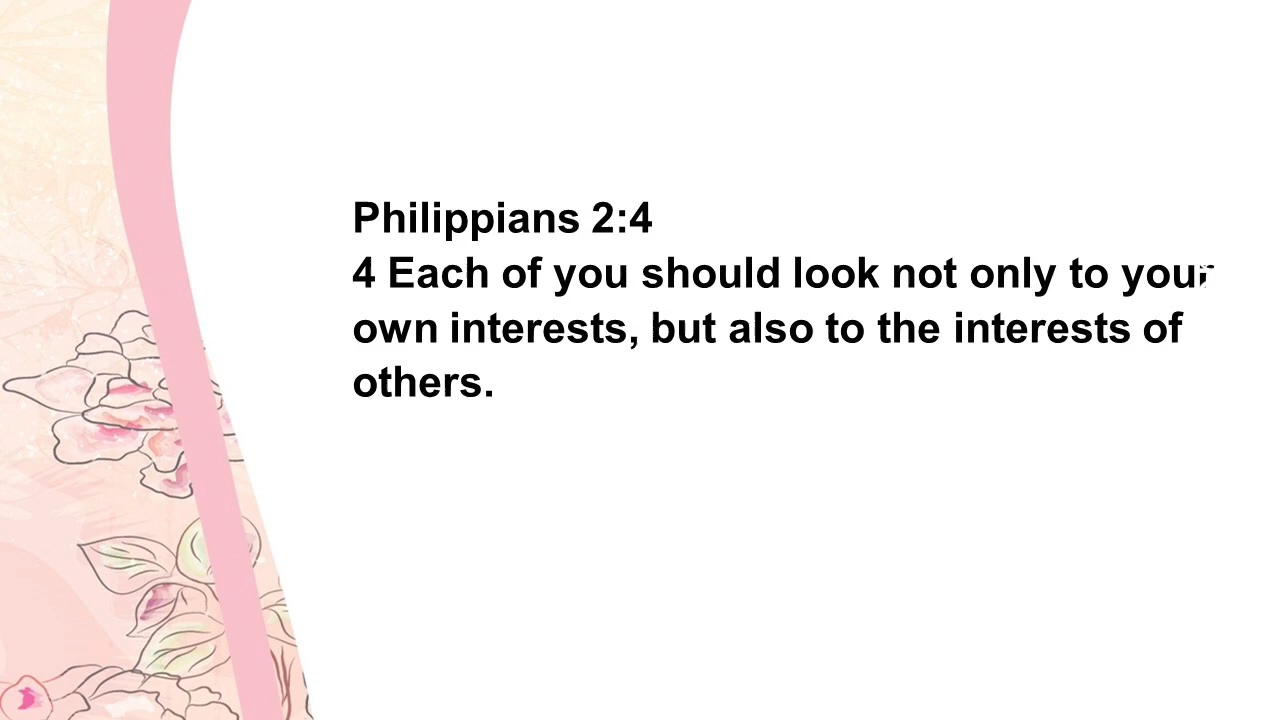 Philippians 2:4
4 Each of you should look not only to your
own interests, but also to the interests of
others.